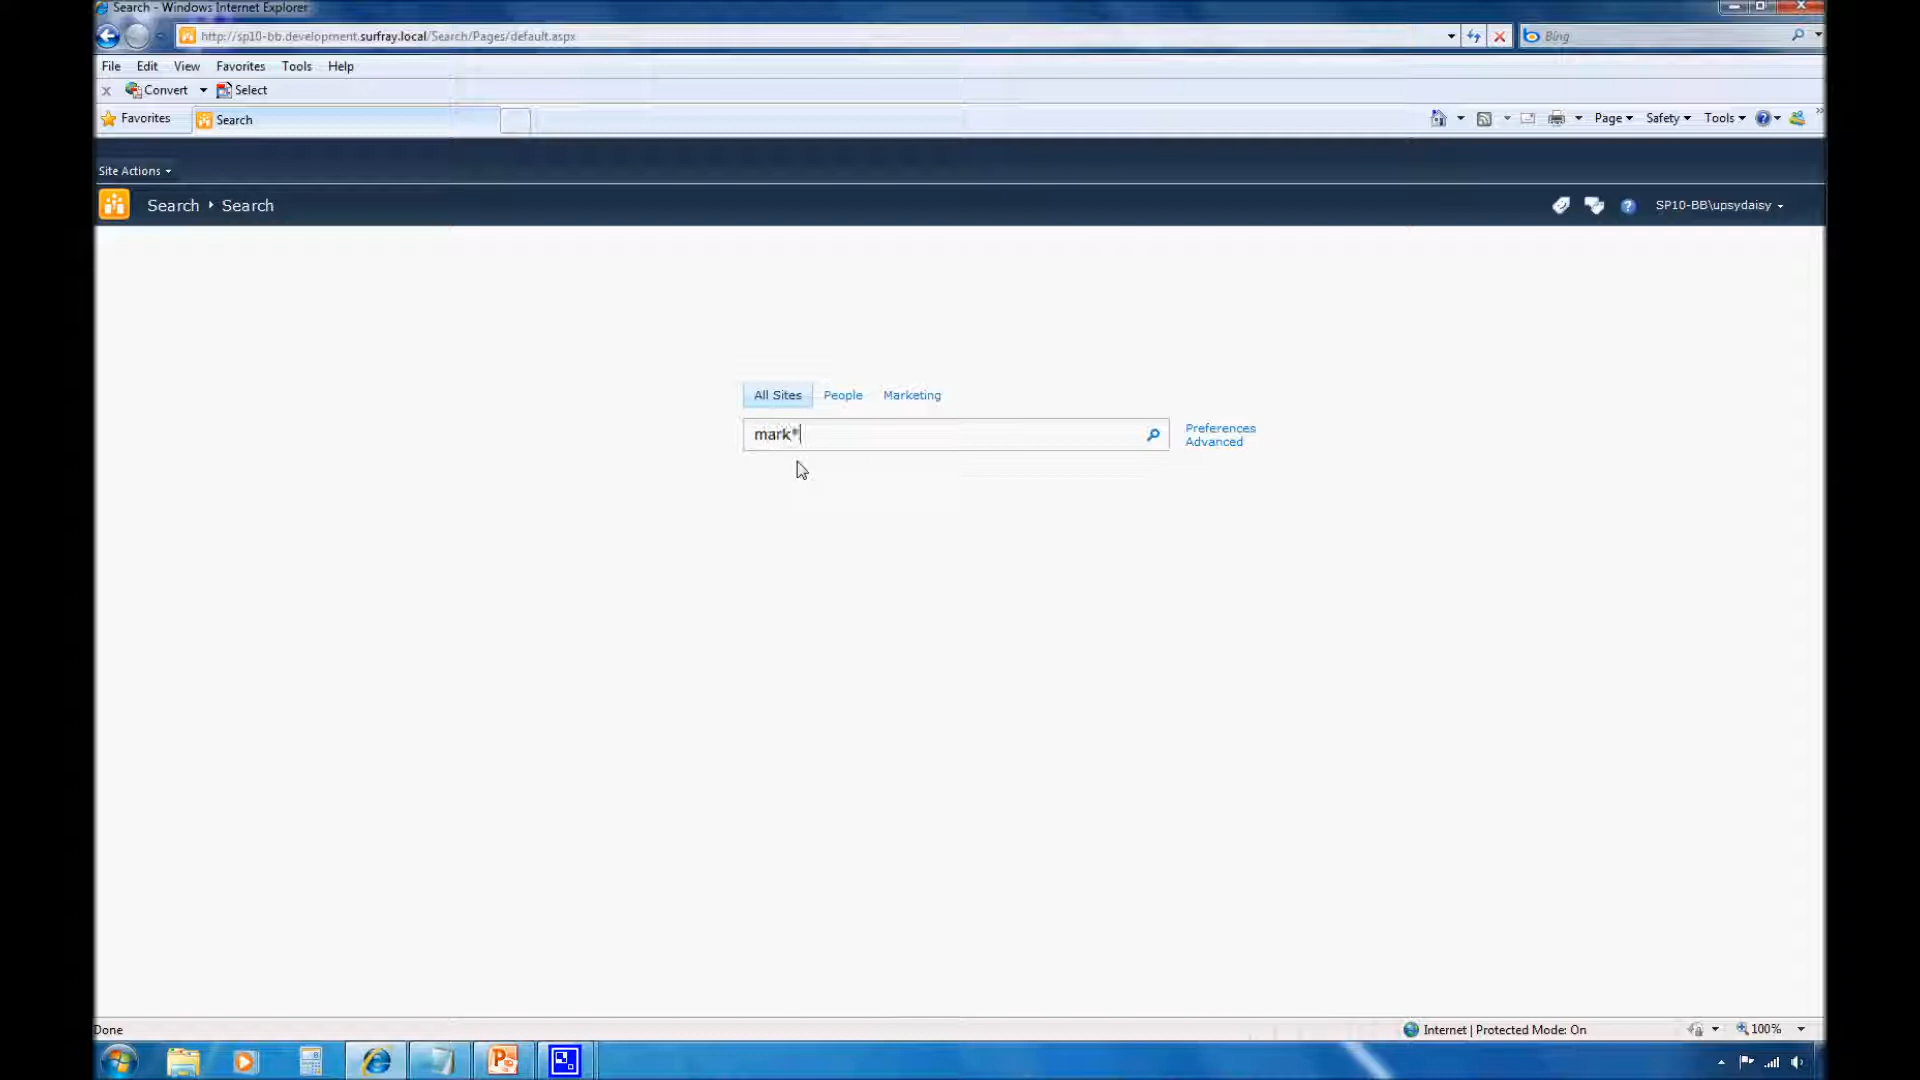 Search - Windows Internet Explorer
http://sp10-bb.development.surfray.local/Search/Pages/default.aspx
Bing
File Edit View Favorites Tools Help
x Convert Select
Favorites Search Page Safety Tools
Site Actions
Search Search SP10-BB\upsydaisy
All Sites People Marketing
mark*
Preferences
Advanced
Done Internet | Protected Mode: On 100%